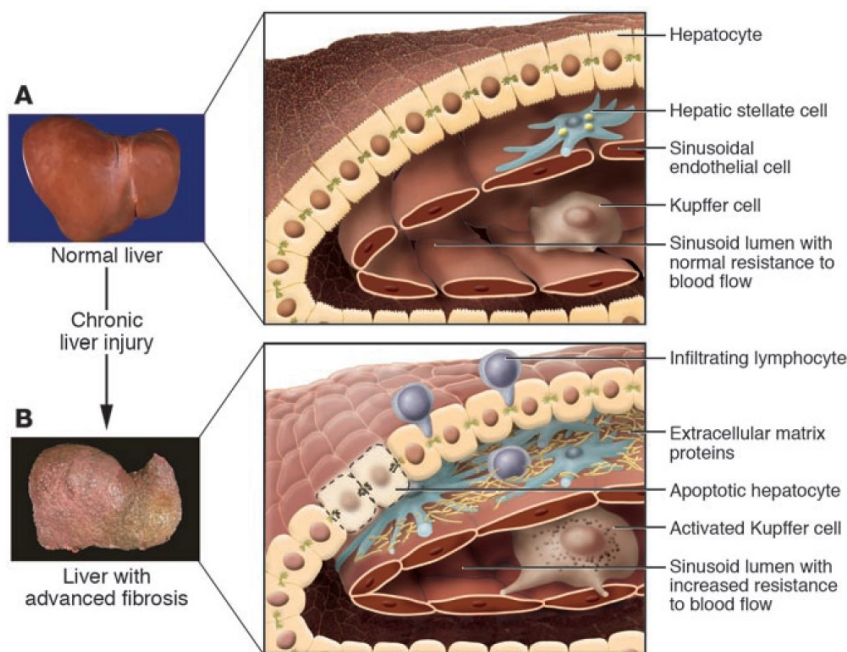 A
Normal liver
Chronic
liver injury
B
Liver with
advanced fibrosis
Hepatocyte
Hepatic stellate cell
Sinusoidal
endothelial cell
Kupffer cell
Sinusoid lumen with
normal resistance to
blood flow
Infiltrating lymphocyte
Extracellular matrix
proteins
Apoptotic hepatocyte
Activated Kupffer cell
Sinusoid lumen with
increased resistance
to blood flow